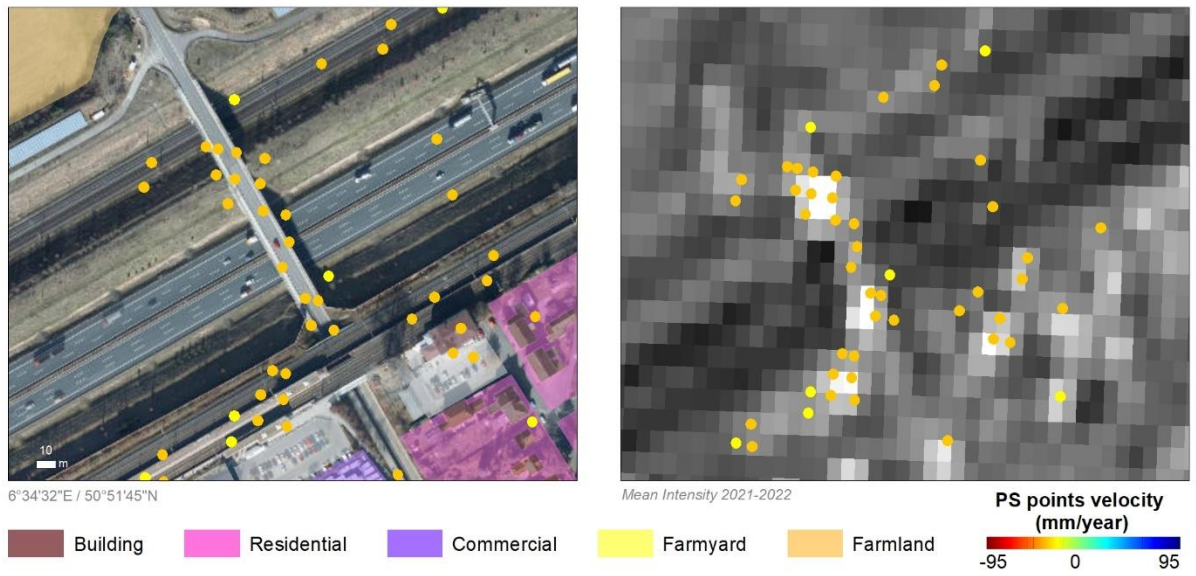 10
m
6°34'32"E / 50°51'45"N
Mean Intensity 2021-2022
PS points velocity
(mm/year)
Building
Residential
Commercial
Farmyard
Farmland
-95 0 95